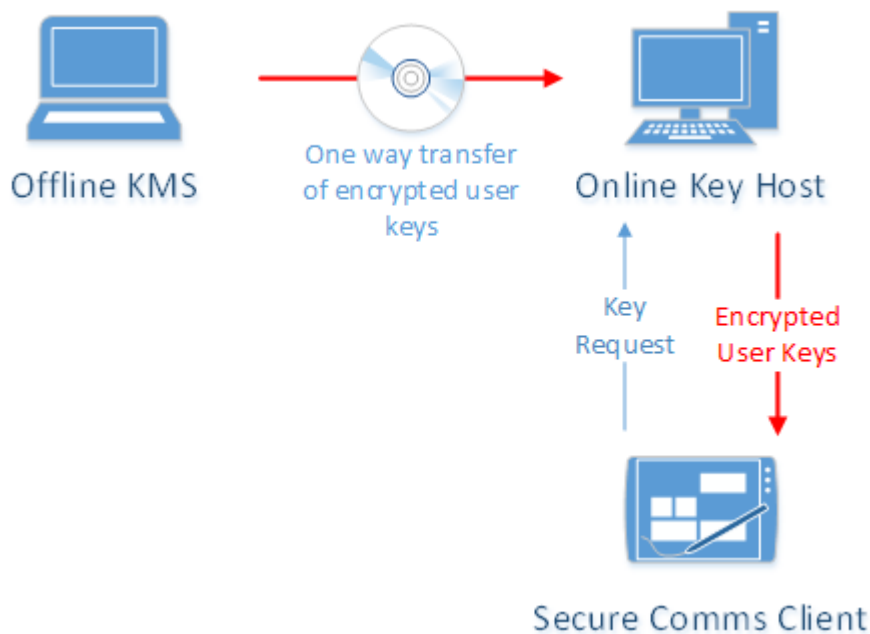 One way transfer
of encrypted user
keys
Offline KMS
Online Key Host
Key
Request
Encrypted
User Keys
Secure Comms Client